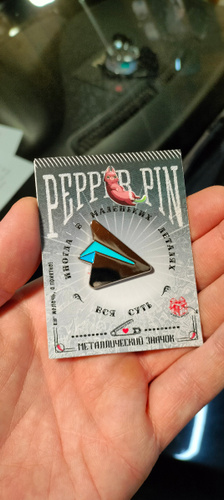 PEPPER PIN
ИНОГДА В МАЛЕНЬКИХ ДЕТАЛЯХ
ВСЯ СУТЬ
МЕТАЛЛИЧЕСКИЙ ЗНАЧОК